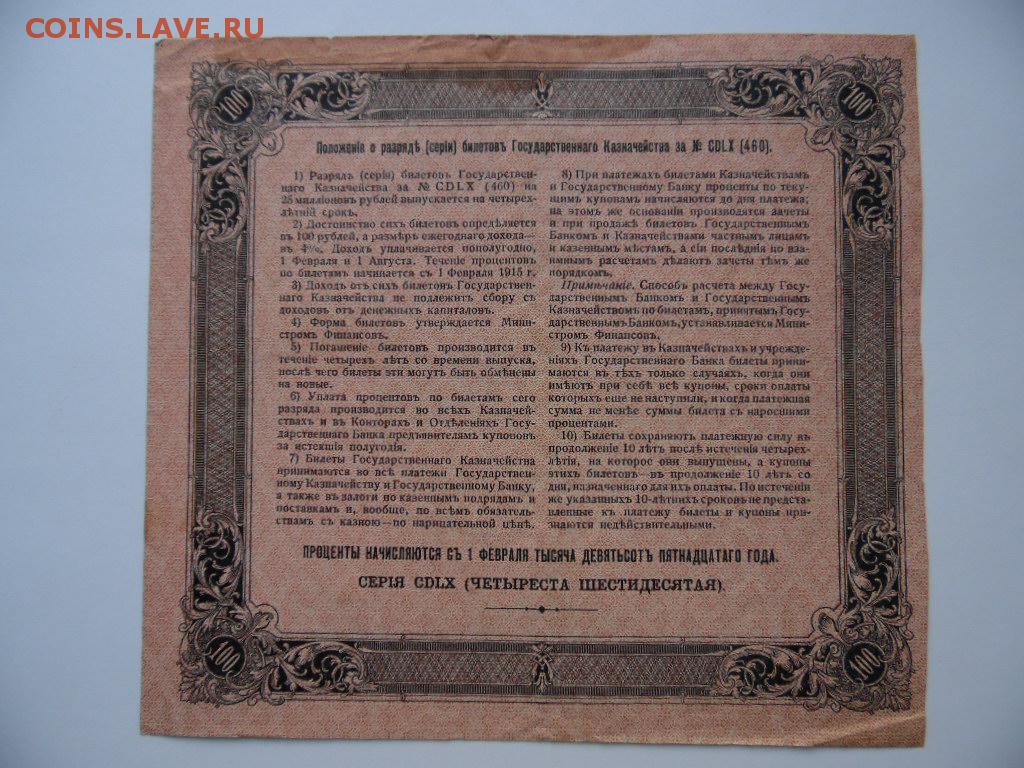 COINS.LAVE.RU
100
100
Положенія о разрядѣ (серіи) билетовъ Государственнаго Казначейства за № CDLX (460).
1) Разрядъ (серія) билетовъ Государствен-
наго Казначейства за № CDLX (460) на
25 милліоновъ рублей выпускается на четырех-
лѣтній срокъ.
2) Достоинство сихъ билетовъ опредѣляется
въ 100 рублей, а размѣръ ежегоднаго дохода—
въ 4%. Доходъ уплачивается пополугодно,
1 Февраля и 1 Августа. Теченіе процентовъ
по билетамъ начинается съ 1 Февраля 1915 г.
3) Доходъ отъ сихъ билетовъ Государствен-
наго Казначейства не подлежитъ сбору съ
доходовъ отъ денежныхъ капиталовъ.
4) Форма билетовъ утверждается Мини-
стромъ Финансовъ.
5) Погашеніе билетовъ производится въ
теченіе четырехъ лѣтъ со времени выпуска,
послѣ чего билеты эти могутъ быть обмѣнены
на новые.
6) Уплата процентовъ по билетамъ сего
разряда производится во всѣхъ Казначей-
ствахъ и въ Конторахъ и Отдѣленіяхъ Госу-
дарственнаго Банка предъявителямъ купоновъ
за истекшія полугодія.
7) Билеты Государственнаго Казначейства
принимаются во всѣ платежи Государствен-
ному Казначейству и Государственному Банку,
а также въ залоги по казеннымъ подрядамъ и
поставкамъ и, вообще, по всѣмъ обязатель-
ствамъ съ казною—по нарицательной цѣнѣ.
8) При платежахъ билетами Казначействамъ
и Государственному Банку проценты по теку-
щимъ купонамъ начисляются до дня платежа;
на этомъ же основаніи производятся зачеты
и при продажѣ билетовъ Государственнымъ
Банкомъ и Казначействами частнымъ лицамъ
и казеннымъ мѣстамъ, а сіи послѣднія по вза-
имнымъ расчетамъ дѣлаютъ зачеты тѣмъ же
порядкомъ.
Примѣчаніе. Способъ расчета между Госу-
дарственнымъ Банкомъ и Государственнымъ
Казначействомъ по билетамъ, принятымъ Госу-
дарственнымъ Банкомъ, устанавливается Мини-
стромъ Финансовъ.
9) Къ платежу въ Казначействахъ и учрежде-
ніяхъ Государственнаго Банка билеты прини-
маются въ тѣхъ только случаяхъ, когда они
имѣютъ при себѣ всѣ купоны, сроки оплаты
которыхъ еще не наступили, и когда платежная
сумма не менѣе суммы билета съ наросшими
процентами.
10) Билеты сохраняютъ платежную силу въ
продолженіе 10 лѣтъ послѣ истеченія четырех-
лѣтія, на которое они выпущены, а купоны
этихъ билетовъ—въ продолженіе 10 лѣтъ со
дня, назначеннаго для ихъ оплаты. По истеченіи
же указанныхъ 10-лѣтнихъ сроковъ не предста-
вленные къ платежу билеты и купоны при-
знаются недѣйствительными.
ПРОЦЕНТЫ НАЧИСЛЯЮТСЯ СЪ 1 ФЕВРАЛЯ ТЫСЯЧА ДЕВЯТЬСОТЪ ПЯТНАДЦАТАГО ГОДА.
СЕРІЯ CDLX (ЧЕТЫРЕСТА ШЕСТИДЕСЯТАЯ).
100
100